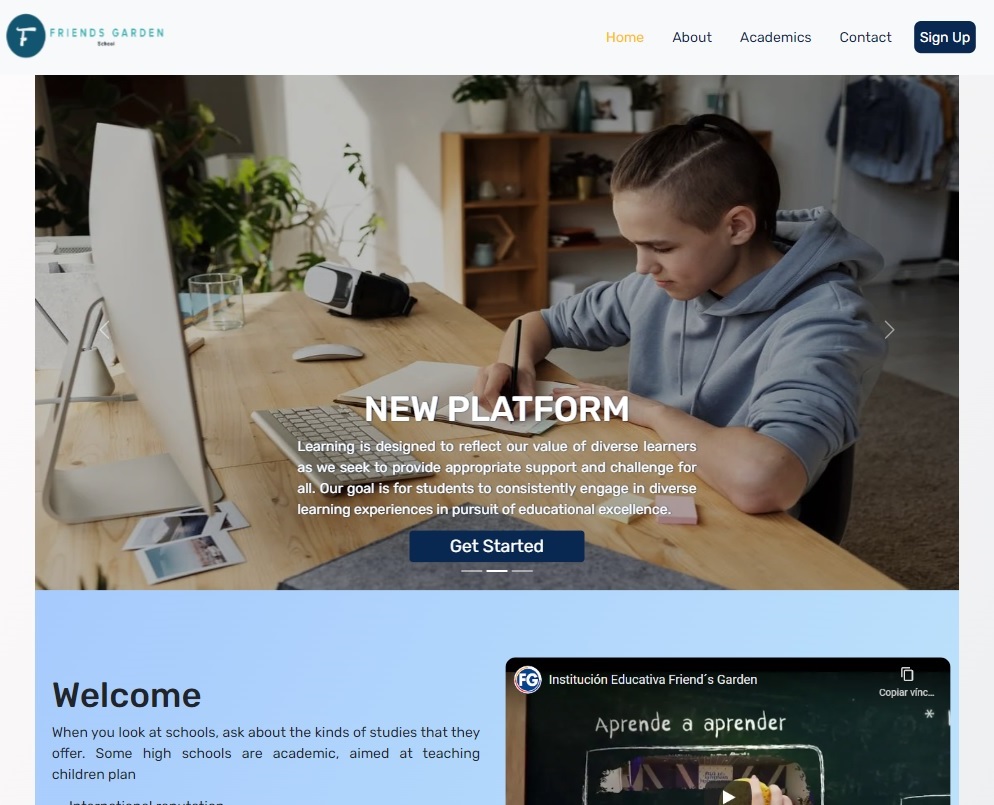 FRIENDS GARDEN
School
Home
About
Academics
Contact
Sign Up
NEW PLATFORM
Learning is designed to reflect our value of diverse learners
as we seek to provide appropriate support and challenge for
all. Our goal is for students to consistently engage in diverse
learning experiences in pursuit of educational excellence.
Get Started
Welcome
When you look at schools, ask about the kinds of studies that they
offer. Some high schools are academic, aimed at teaching
children plan
International reputation
FG
Institución Educativa Friend´s Garden
Copiar vínc...
Aprende a aprender